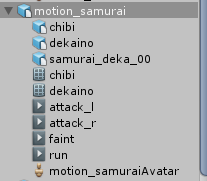 motion_samurai
chibi
dekaino
samurai_deka_00
chibi
dekaino
attack_l
attack_r
faint
run
motion_samuraiAvatar